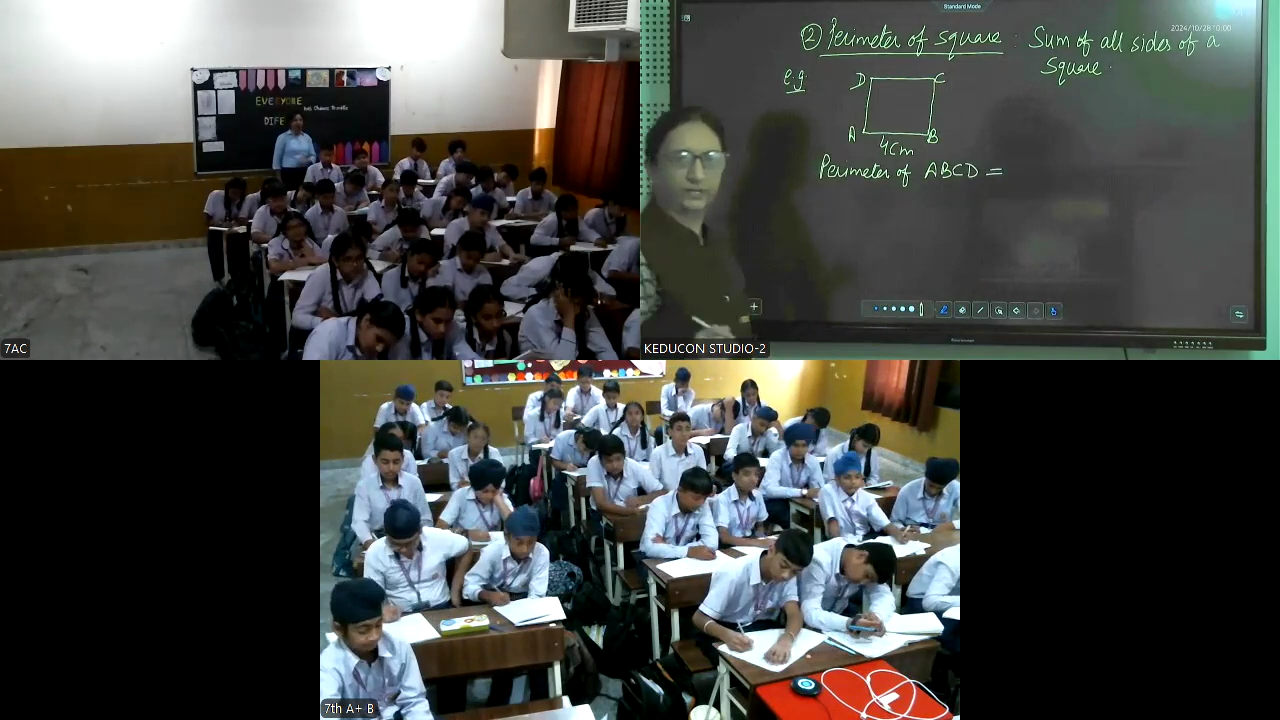 Standard Mode
2024/10/28 10:00
② Perimeter of square : Sum of all sides of a
Square.
e.g
D C
A B
4cm
Perimeter of ABCD =
EVERYONE
DIFE
7AC
KEDUCON STUDIO-2
7th A+ B